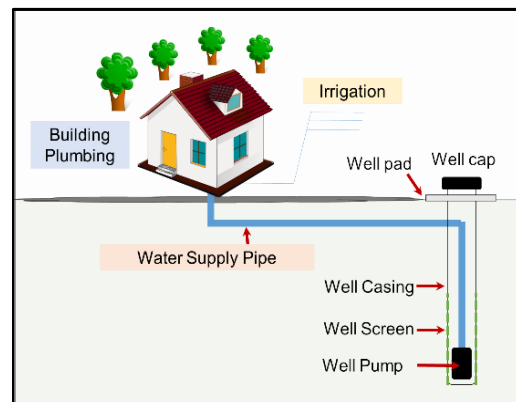 Irrigation
Building
Plumbing
Well pad
Well cap
Water Supply Pipe
Well Casing
Well Screen
Well Pump